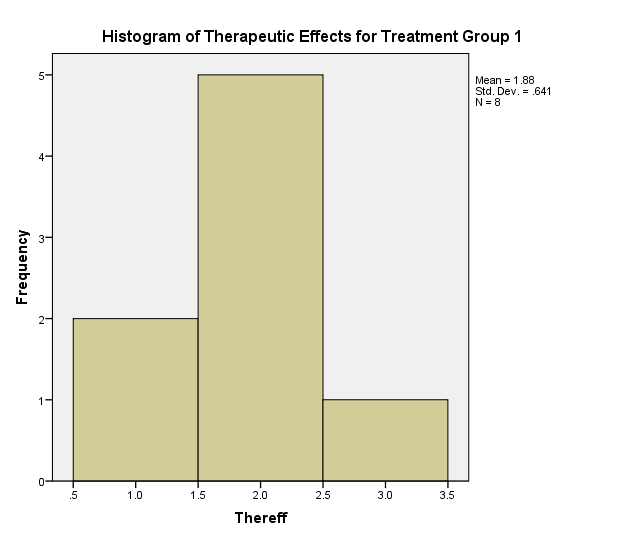 Histogram of Therapeutic Effects for Treatment Group 1
Mean = 1.88
Std. Dev. = .641
N = 8
Frequency
5
4
3
2
1
0
.5 1.0 1.5 2.0 2.5 3.0 3.5
Thereff